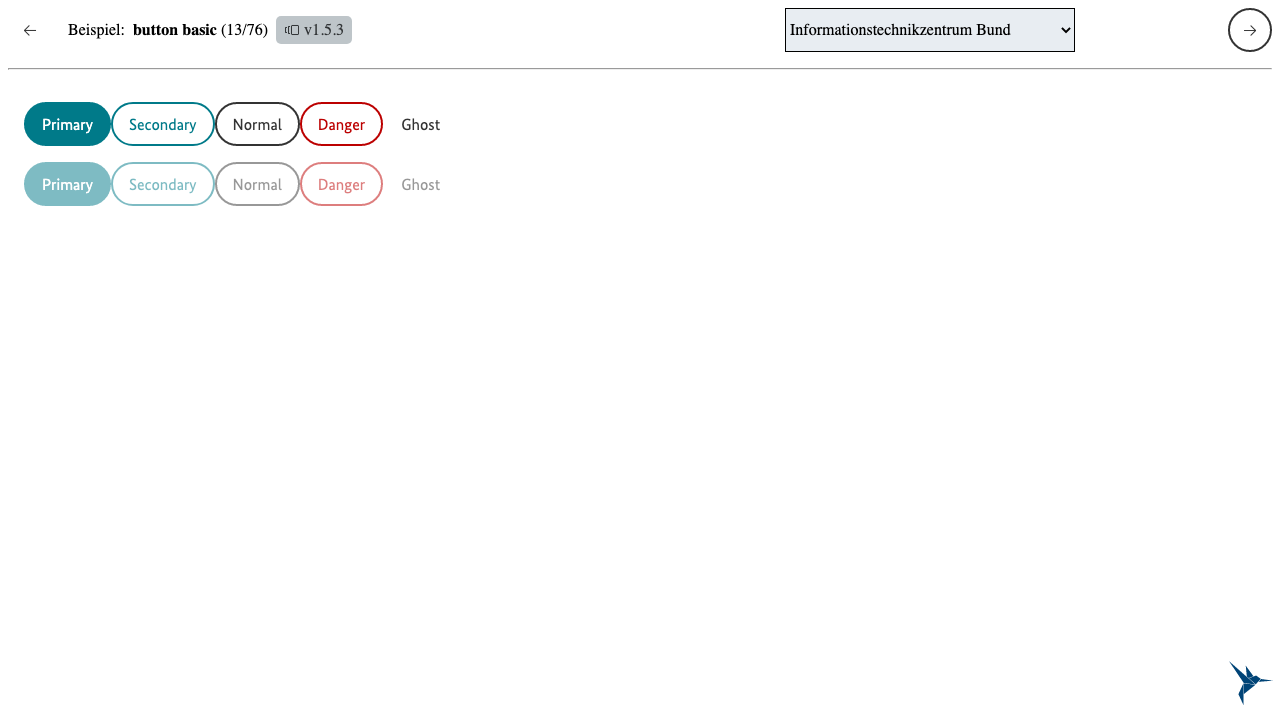 Beispiel: button basic (13/76) v1.5.3 Informationstechnikzentrum Bund
Primary Secondary Normal Danger Ghost
Primary Secondary Normal Danger Ghost